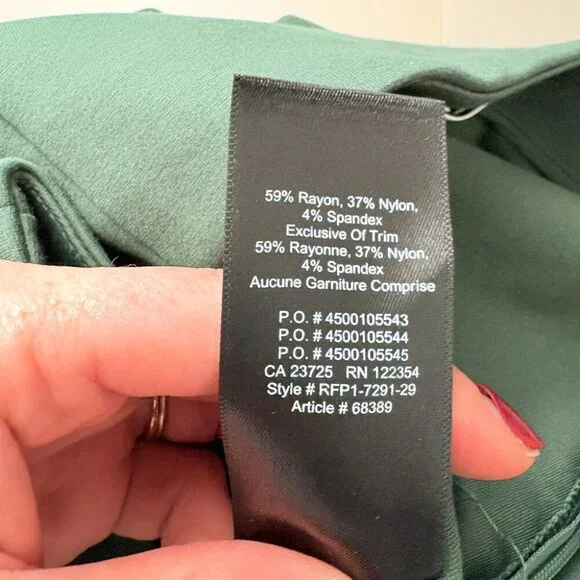 59% Rayon, 37% Nylon,
4% Spandex
Exclusive Of Trim
59% Rayonne, 37% Nylon,
4% Spandex
Aucune Garniture Comprise
P.O. # 4500105543
P.O. # 4500105544
P.O. # 4500105545
CA 23725 RN 122354
Style # RFP1-7291-29
Article # 68389